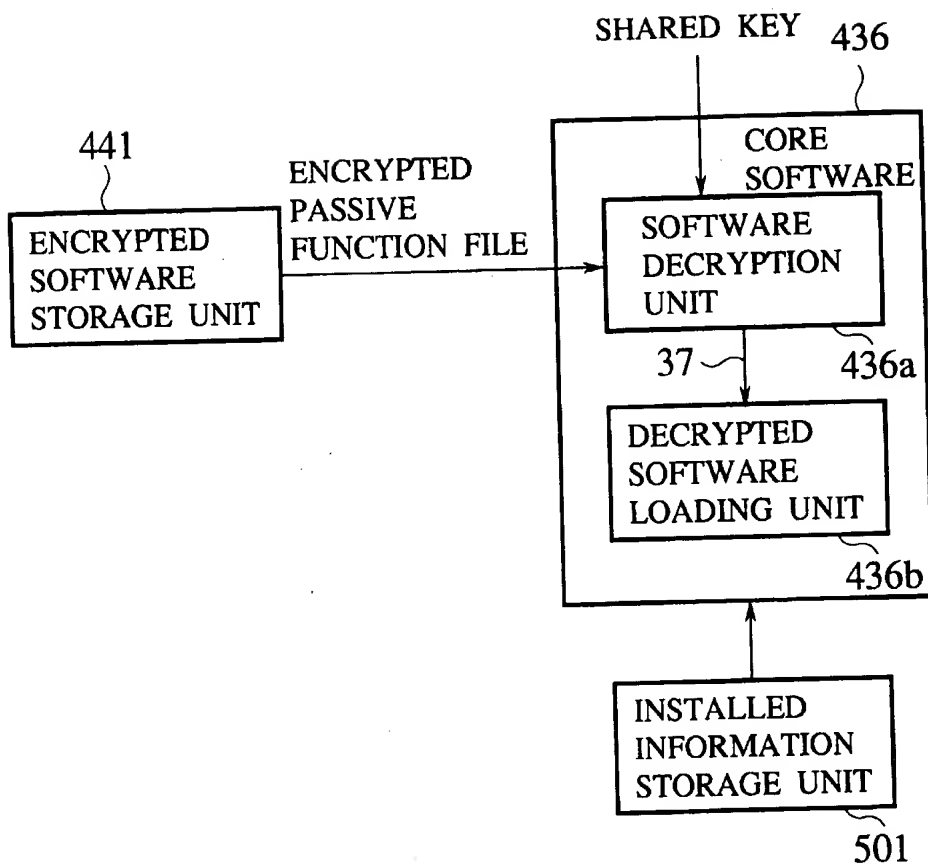 SHARED KEY
436
441
ENCRYPTED
PASSIVE
FUNCTION FILE
CORE
SOFTWARE
ENCRYPTED
SOFTWARE
STORAGE UNIT
SOFTWARE
DECRYPTION
UNIT
37
436a
DECRYPTED
SOFTWARE
LOADING UNIT
436b
INSTALLED
INFORMATION
STORAGE UNIT
501